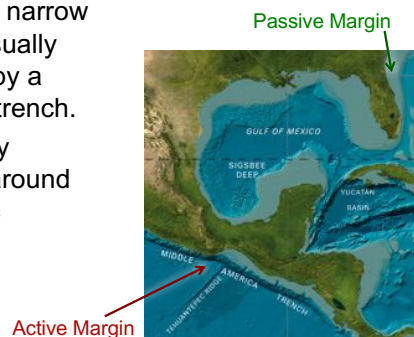 narrow
sually
by a
trench.
y
around
Passive Margin
GULF OF MEXICO
SIGSBEE
DEEP
YUCATAN
BASIN
MIDDLE
AMERICA
TRENCH
TEHUANTEPEC RIDGE
Active Margin